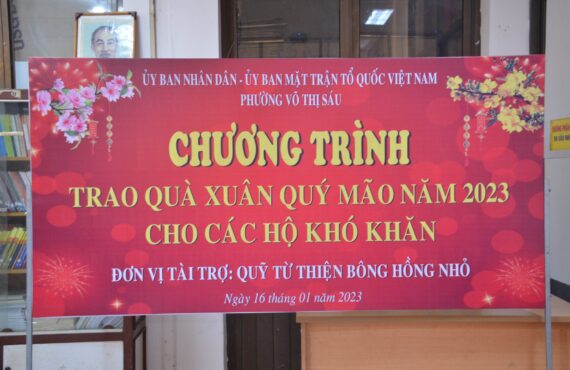 ỦY BAN NHÂN DÂN - ỦY BAN MẶT TRẬN TỔ QUỐC VIỆT NAM
PHƯỜNG VÕ THỊ SÁU
CHƯƠNG TRÌNH
TRAO QUÀ XUÂN QUÝ MÃO NĂM 2023
CHO CÁC HỘ KHÓ KHĂN
ĐƠN VỊ TÀI TRỢ: QUỸ TỪ THIỆN BÔNG HỒNG NHỎ
Ngày 16 tháng 01 năm 2023